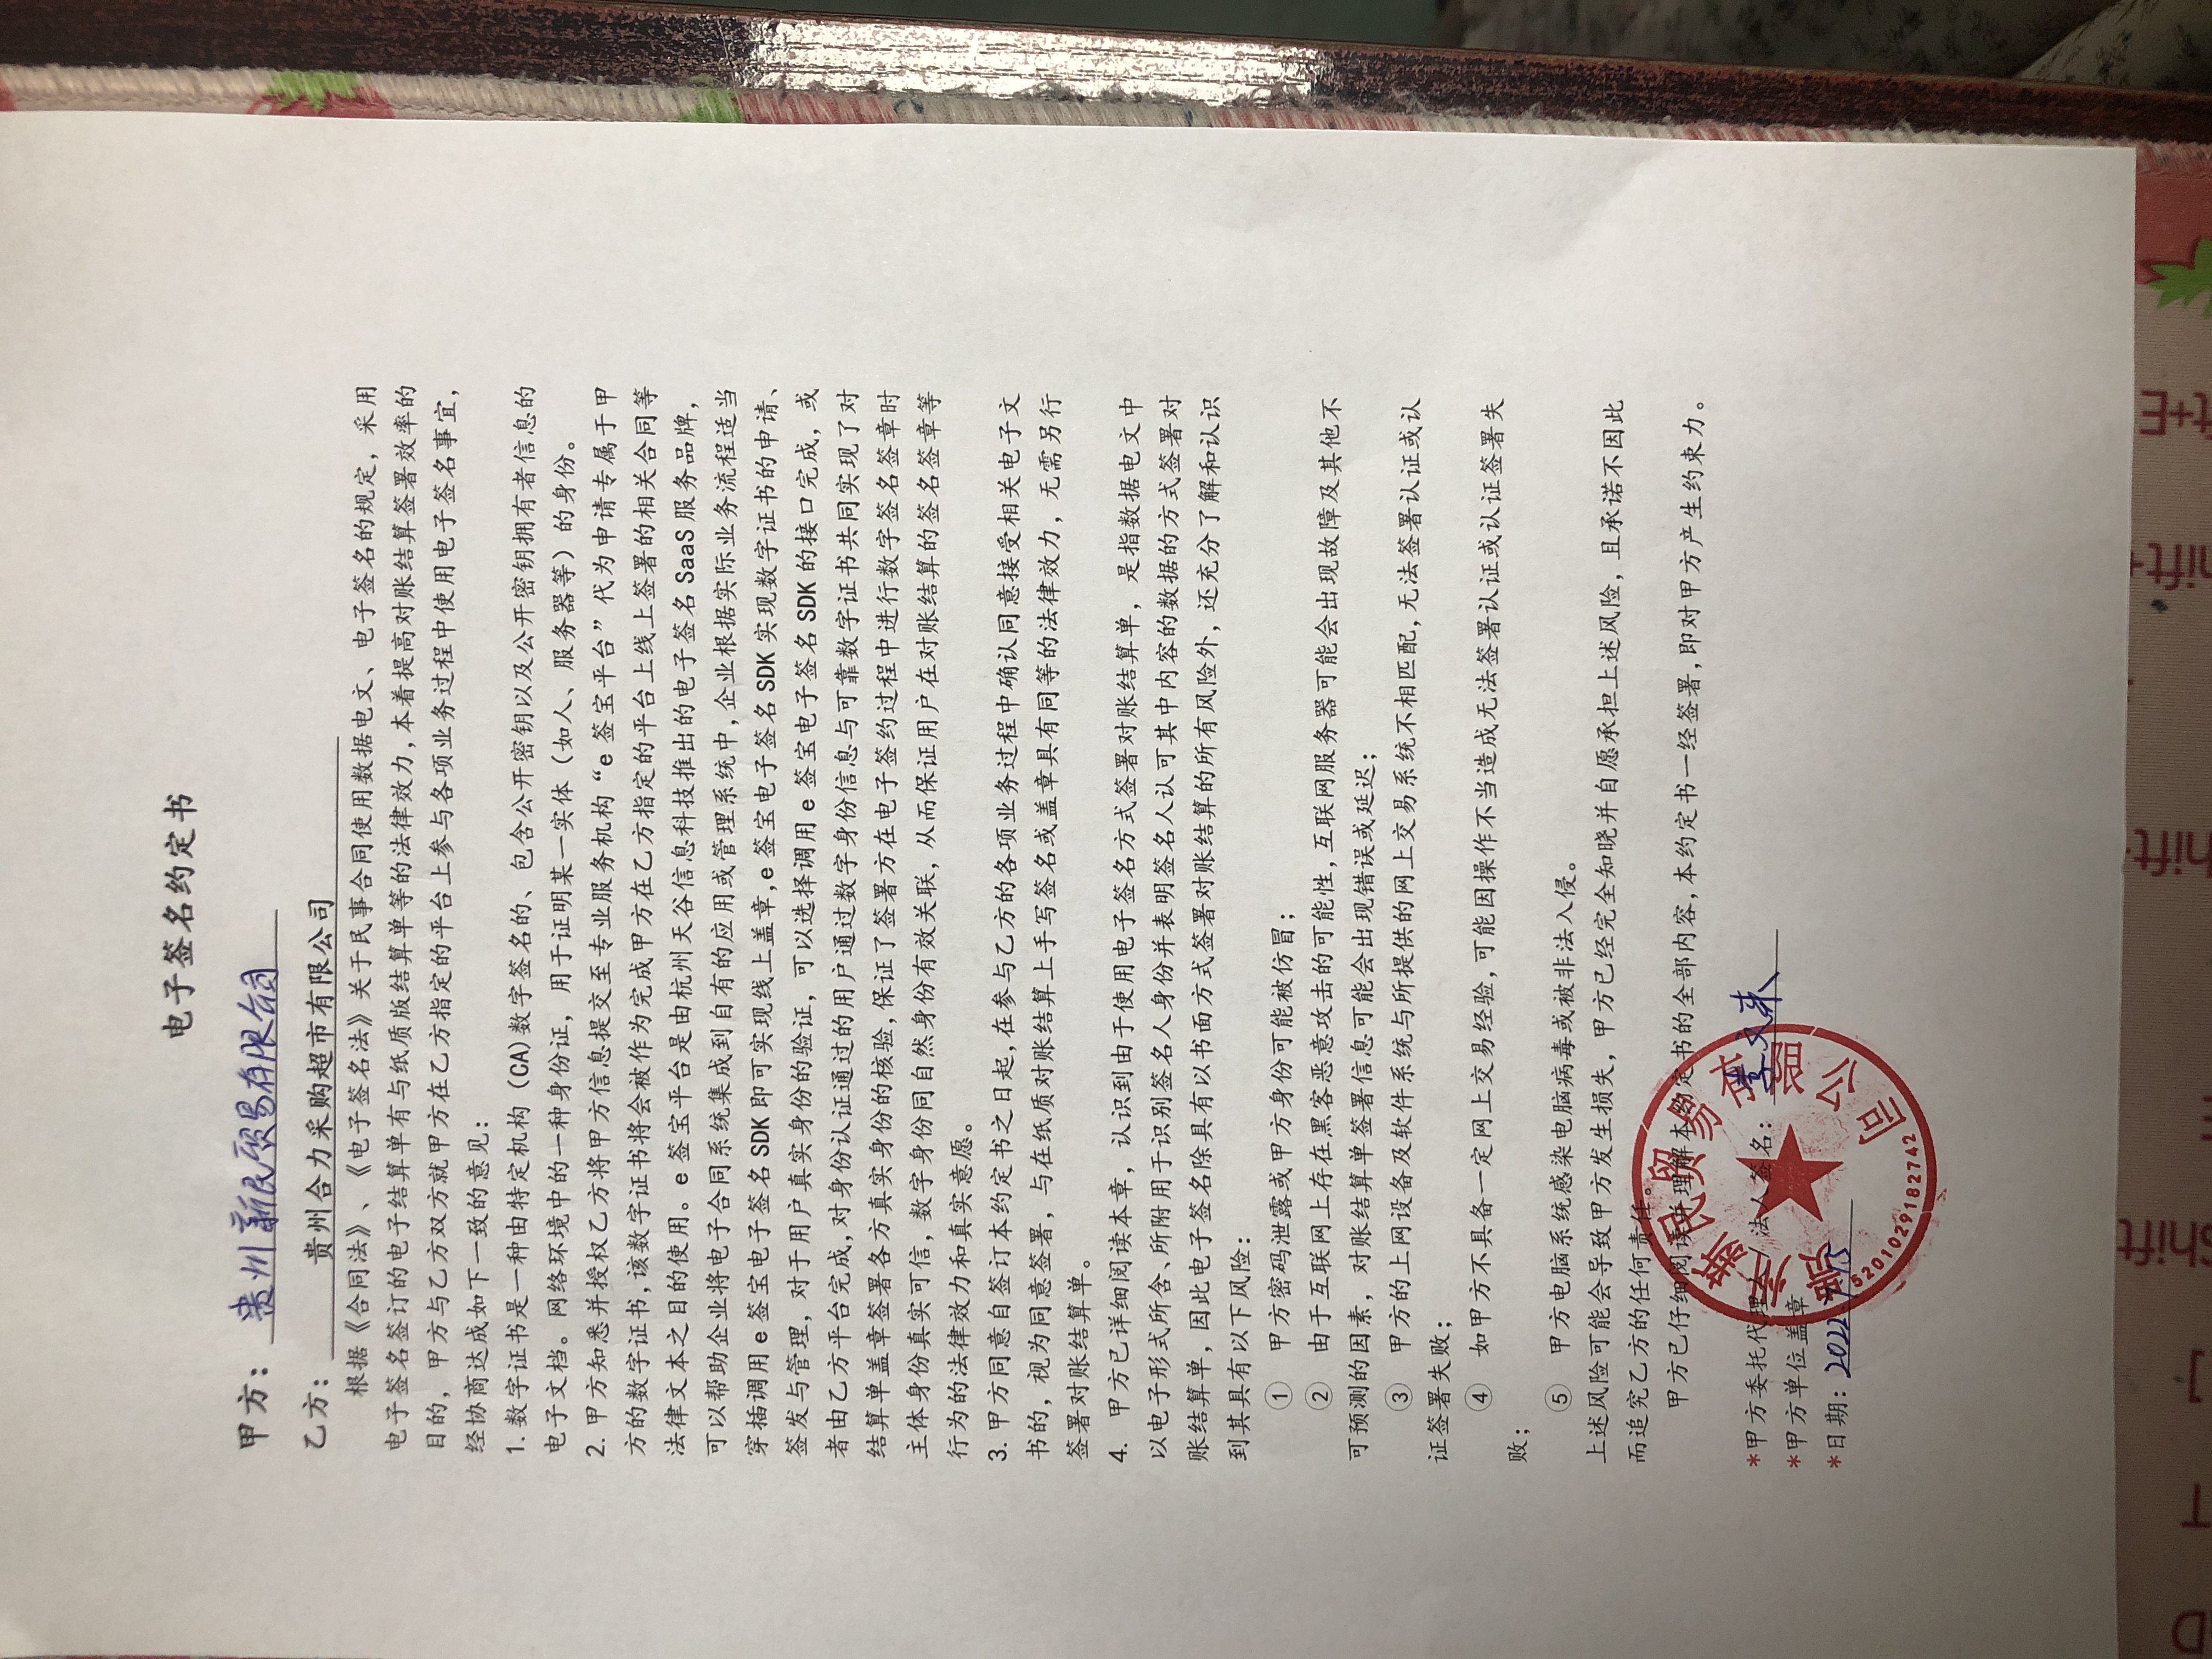 电子签名约定书
甲方：贵州新民贸易有限公司
乙方：贵州合力采购超市有限公司
根据《合同法》、《电子签名法》关于民事合同使用数据电文、电子签名的规定，采用
电子签名签订的电子结算单有与纸质版结算单等的法律效力，本着提高对账结算签署效率的
目的，甲方与乙方双方就甲方在乙方指定的平台上参与各项业务过程中使用电子签名事宜，
经协商达成如下一致的意见：
1.数字证书是一种由特定机构（CA）数字签名的、包含公开密钥以及公开密钥拥有者信息的
电子文档。网络环境中的一种身份证，用于证明某一实体（如人、服务器等）的身份。
2.甲方知悉并授权乙方将甲方信息提交至专业服务机构“e签宝平台”代为申请专属于甲
方的数字证书，该数字证书将会被作为完成甲方在乙方指定的平台上线上签署的相关合同等
法律文本之目的使用。e签宝平台是由杭州天谷信息科技推出的电子签名SaaS服务品牌，
可以帮助企业将电子合同系统集成到自有的应用或管理系统中，企业根据实际业务流程适当
穿插调用e签宝电子签名SDK即可实现线上盖章，e签宝电子签名SDK实现数字证书的申请、
签发与管理，对于用户真实身份的验证，可以选择调用e签宝电子签名SDK的接口完成，或
者由乙方平台完成，对身份认证通过的用户通过数字身份信息与可靠数字证书共同实现了对
结算单盖章签署各方真实身份的核验，保证了签署方在电子签约过程中进行数字签名签章时
主体身份真实可信，数字身份同自然身份有效关联，从而保证用户在对账结算的签名签章等
行为的法律效力和真实意愿。
3.甲方同意自签订本约定书之日起，在参与乙方的各项业务过程中确认同意接受相关电子文
书的，视为同意签署，与在纸质对账结算上手写签名或盖章具有同等的法律效力，无需另行
签署对账结算单。
4. 甲方已详细阅读本章，认识到由于使用电子签名方式签署对账结算单，是指数据电文中
以电子形式所含、所附用于识别签名人身份并表明签名人认可其中内容的数据的方式签署对
账结算单，因此电子签名除具有以书面方式签署对账结算的所有风险外，还充分了解和认识
到其具有以下风险：
① 甲方密码泄露或甲方身份可能被仿冒；
② 由于互联网上存在黑客恶意攻击的可能性，互联网服务器可能会出现故障及其他不
可预测的因素，对账结算单签署信息可能会出现错误或延迟；
③ 甲方的上网设备及软件系统与所提供的网上交易系统不相匹配，无法签署认证或认
证签署失败；
④ 如甲方不具备一定网上交易经验，可能因操作不当造成无法签署认证或认证签署失
败；
⑤ 甲方电脑系统感染电脑病毒或被非法入侵。
上述风险可能会导致甲方发生损失，甲方已经完全知晓并自愿承担上述风险，且承诺不因此
而追究乙方的任何责任。
甲方已仔细阅读并理解本约定书的全部内容，本约定书一经签署，即对甲方产生约束力。
*甲方委托代理人/法人签名：
*甲方单位盖章
*日期：2022.
5201029182742